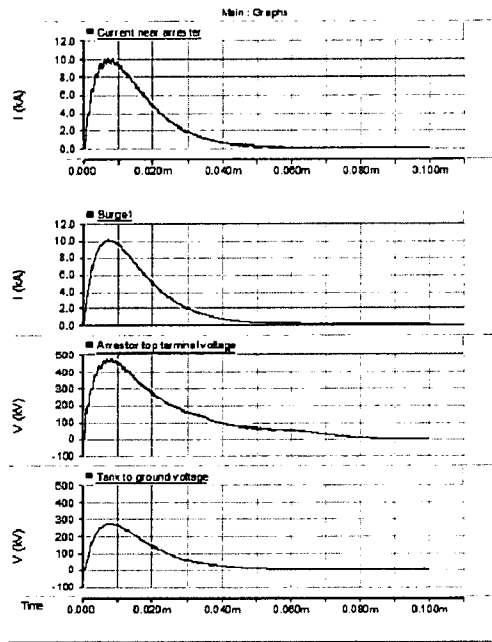 Main : Graphs
Current near arrester
I (kA)
12.0
10.0
8.0
6.0
4.0
2.0
0.0
0.000 0.020m 0.040m 0.060m 0.080m 0.100m
Surge1
I (kA)
12.0
10.0
8.0
6.0
4.0
2.0
0.0
Arrestor top terminal voltage
V (kV)
500
400
300
200
100
0
-100
Tank to ground voltage
V (kV)
500
400
300
200
100
0
-100
Time 0.000 0.020m 0.040m 0.060m 0.080m 0.100m